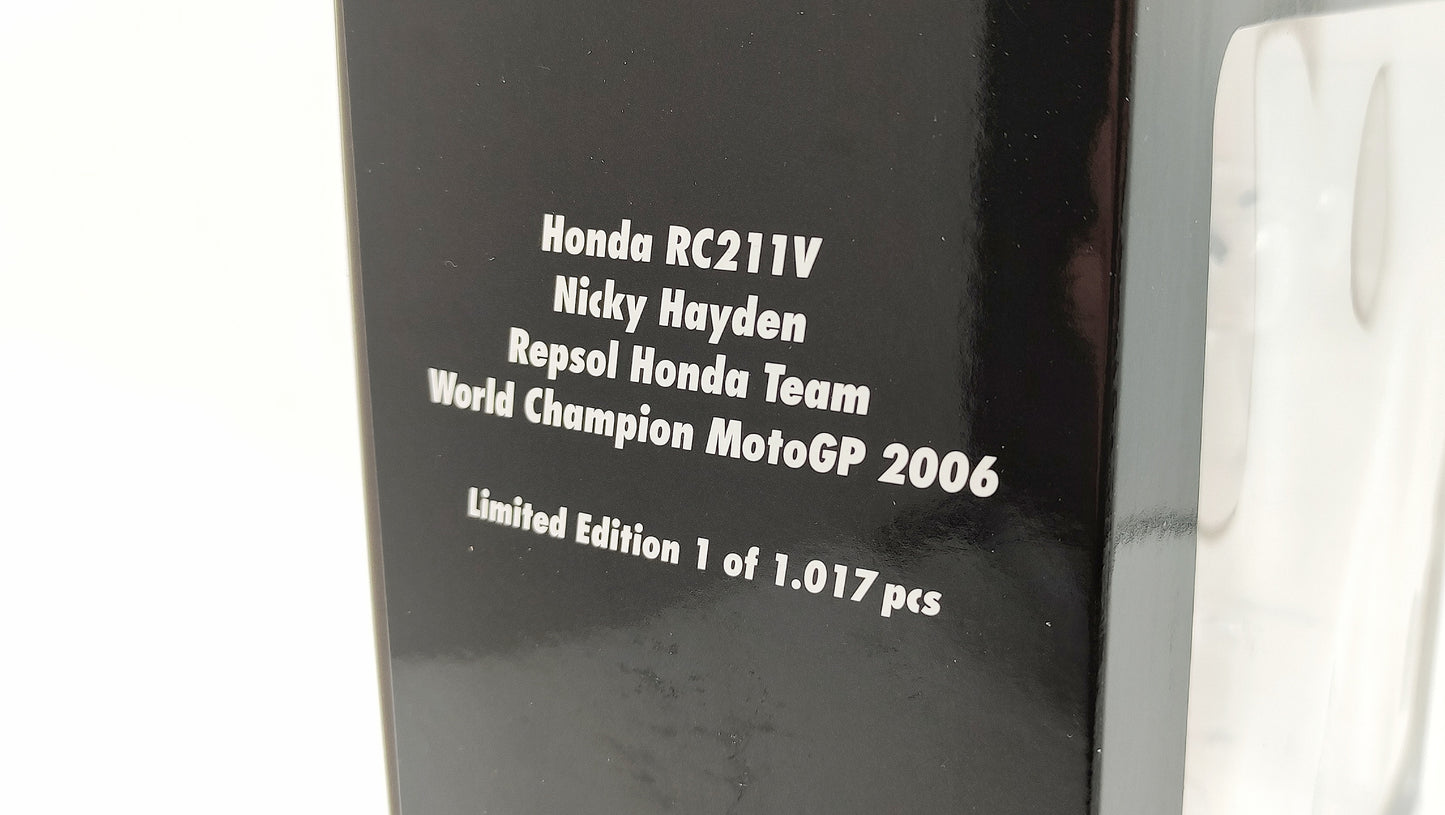 Honda RC211V
Nicky Hayden
Repsol Honda Team
World Champion MotoGP 2006
Limited Edition 1 of 1.017 pcs